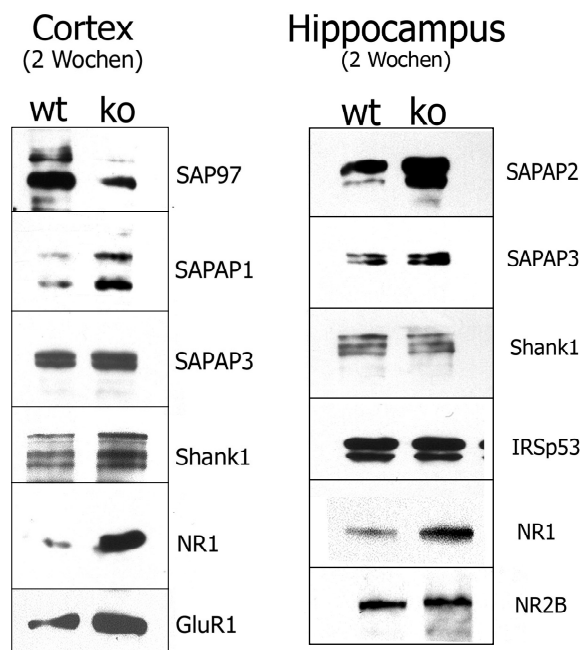 Cortex
(2 Wochen)
wt ko
SAP97
SAPAP1
SAPAP3
Shank1
NR1
GluR1
Hippocampus
(2 Wochen)
wt ko
SAPAP2
SAPAP3
Shank1
IRSp53
NR1
NR2B